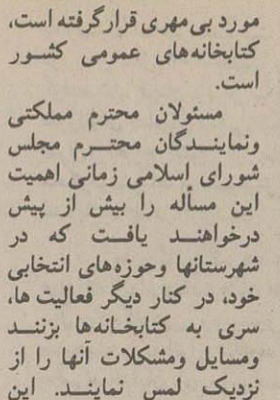 مورد بی‌مهری قرارگرفته است،
کتابخانه‌های عمومی کشور
است.
مسئولان محترم مملکتی
ونمایندگان محترم مجلس
شورای اسلامی زمانی اهمیت
این مسأله را بیش از پیش
درخواهند یافت که در
شهرستانها وحوزه‌های انتخابی
خود، در کنار دیگر فعالیت ها،
سری به کتابخانه‌ها بزنند
ومسایل ومشکلات آنها را از
نزدیک لمس نمایند. این